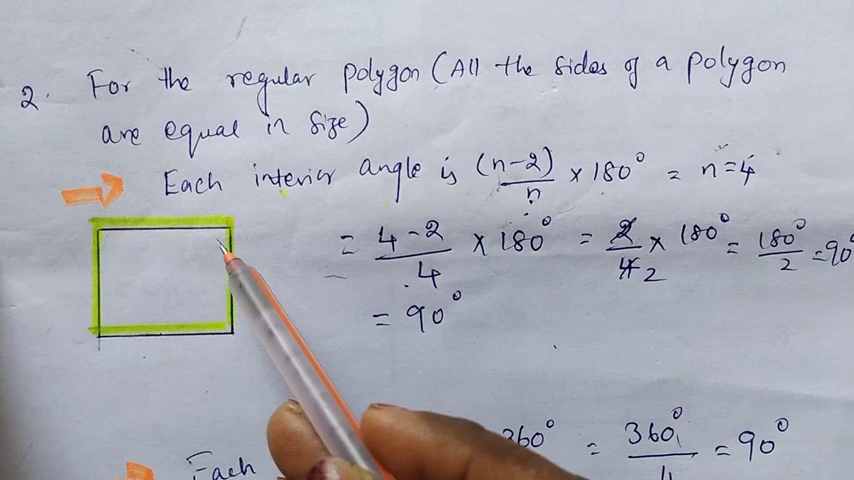 2. For the regular polygon (All the sides of a polygon
are equal in size)
Each interior angle is (n-2)/n × 180° = n=4
= 4-2/4 × 180° = 2/4 2 × 180° = 180°/2 = 90°
= 90°
Each 360° = 360°/4 = 90°